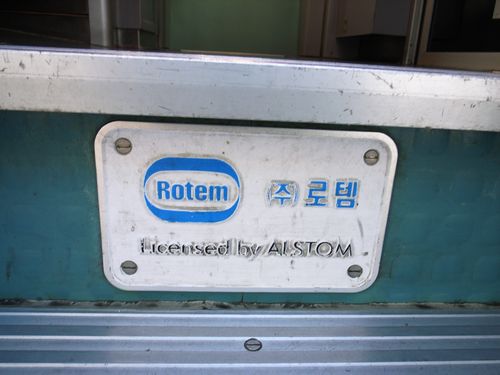 Rotem ㈜로템
Licensed by ALSTOM